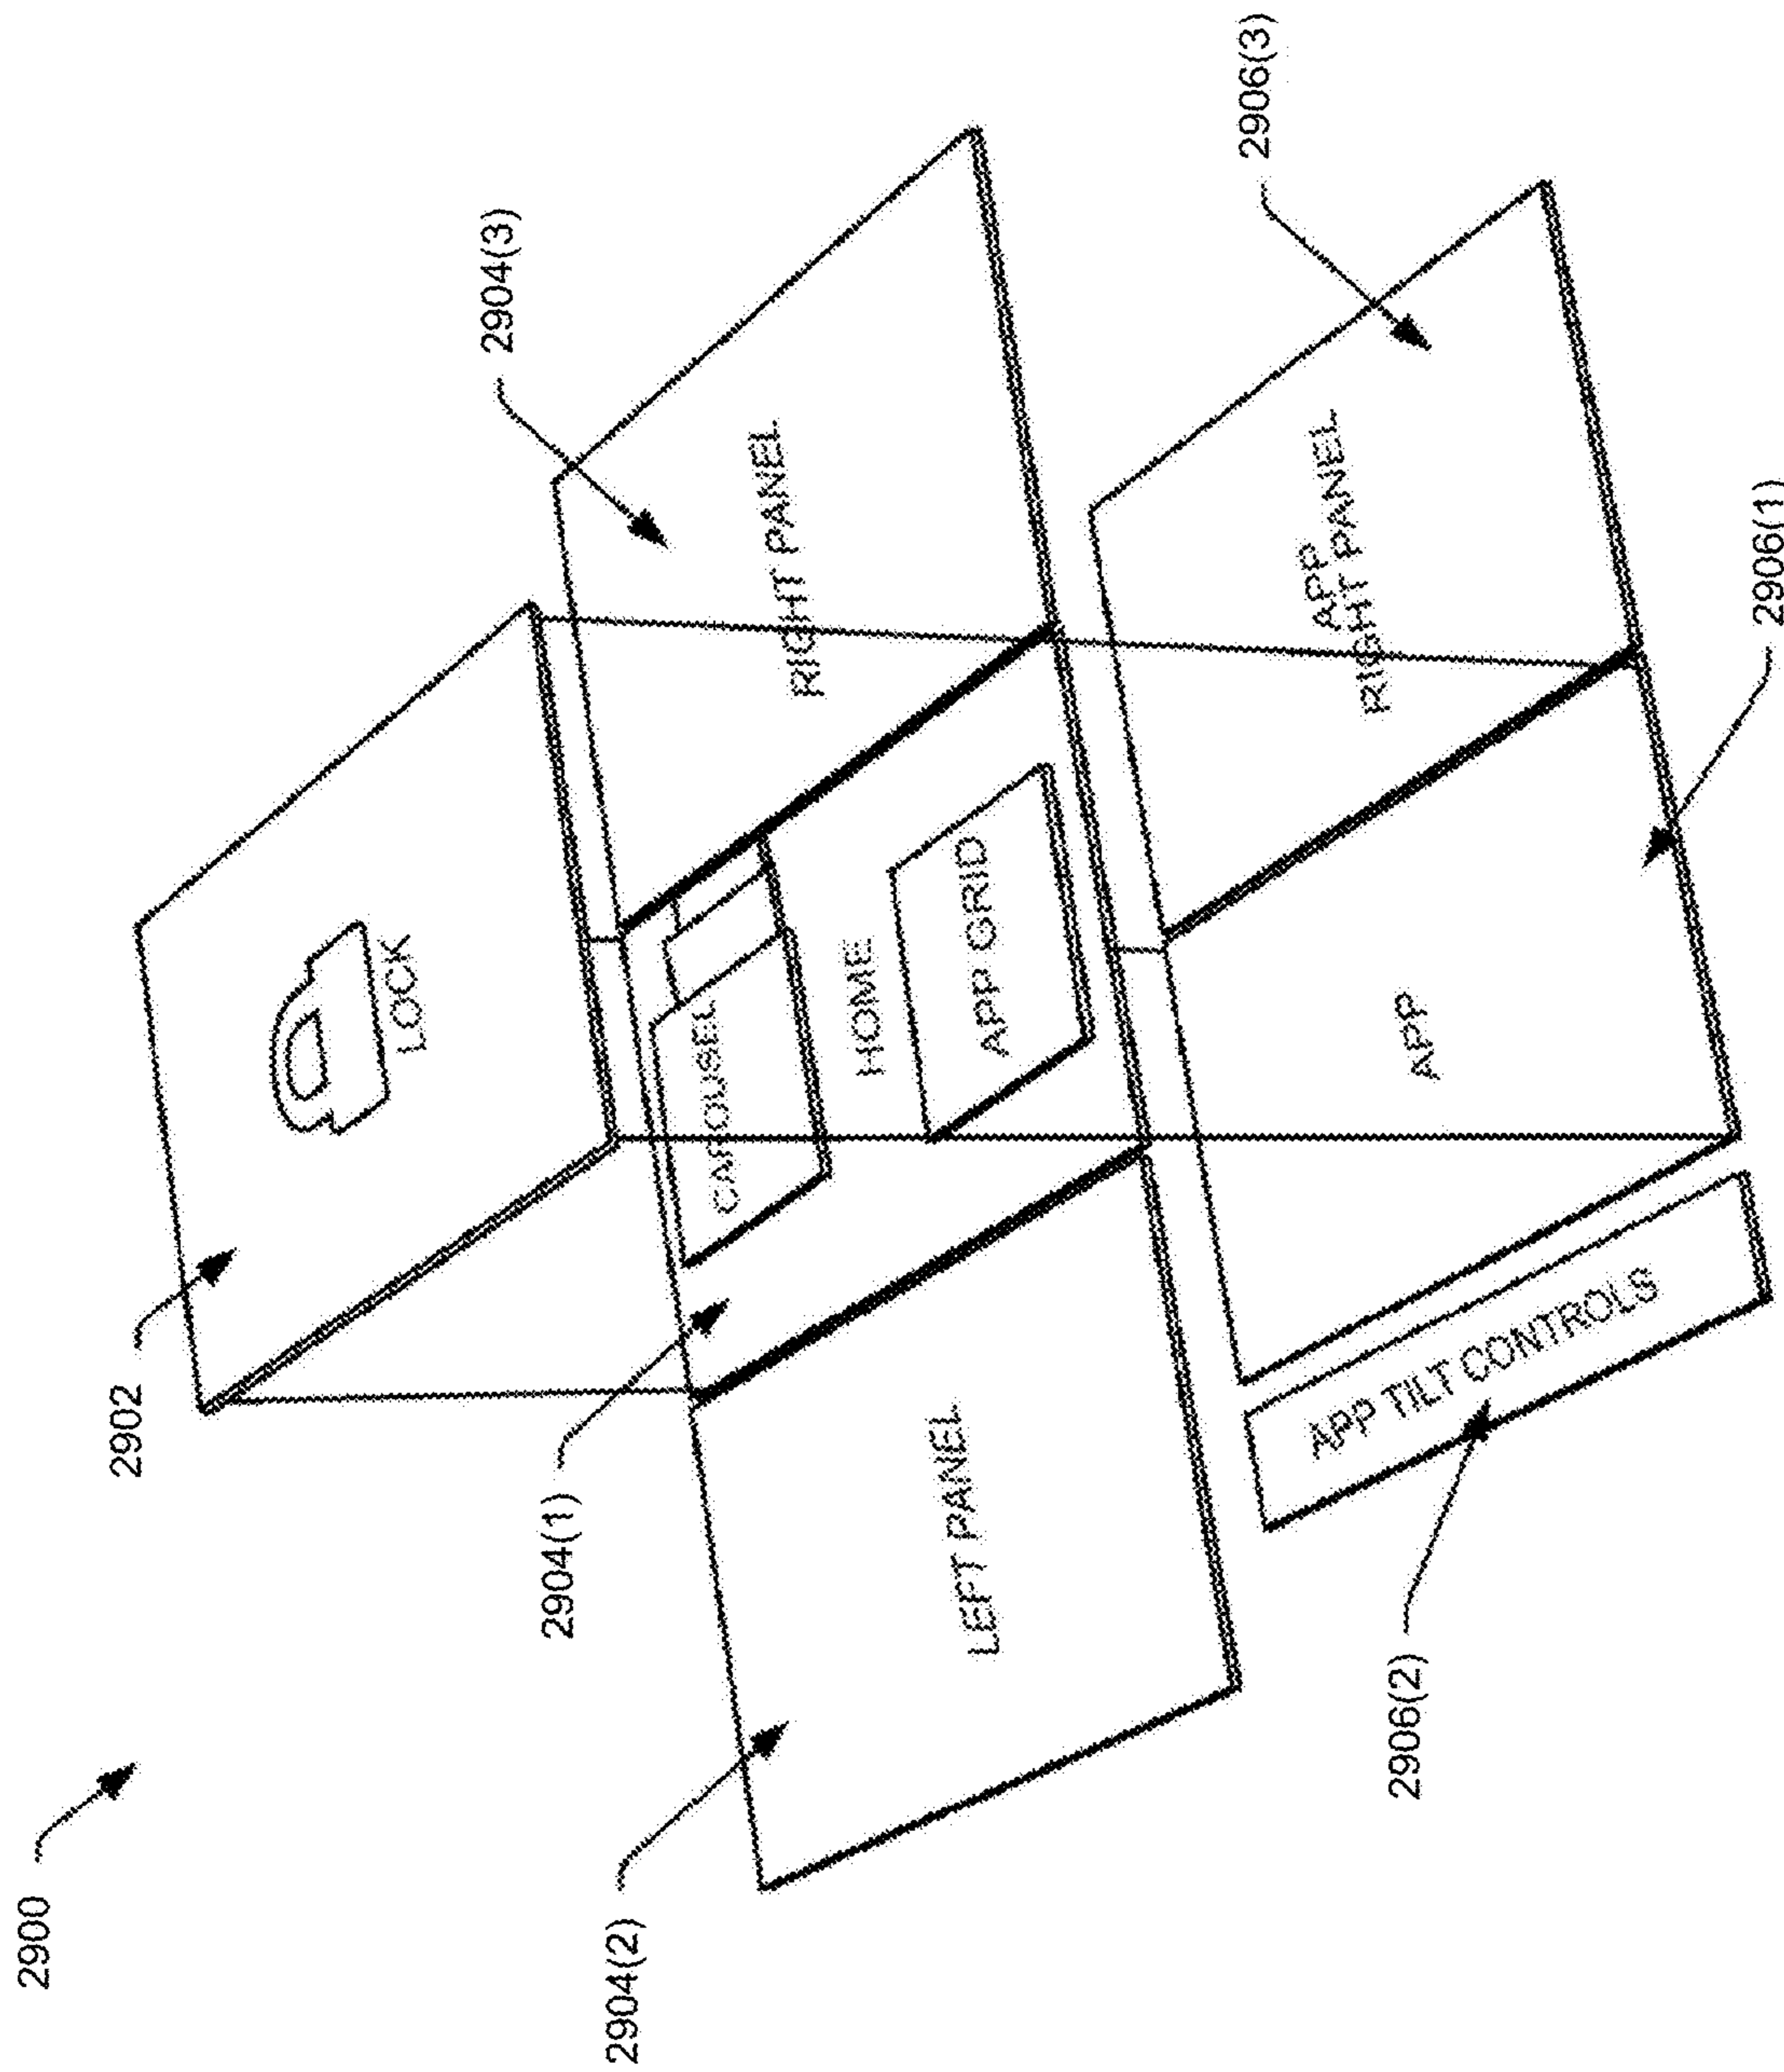 2900
2902
LOCK
2904(1)
CAROUSEL
HOME
APP GRID
2904(2)
LEFT PANEL
2904(3)
RIGHT PANEL
2906(2)
APP TILT CONTROLS
APP
2906(1)
APP
RIGHT PANEL
2906(3)